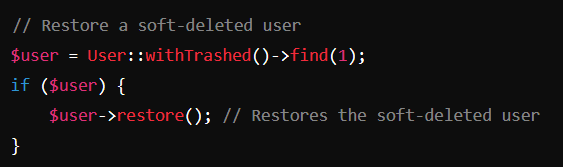 // Restore a soft-deleted user
$user = User::withTrashed()->find(1);
if ($user) {
    $user->restore(); // Restores the soft-deleted user
}